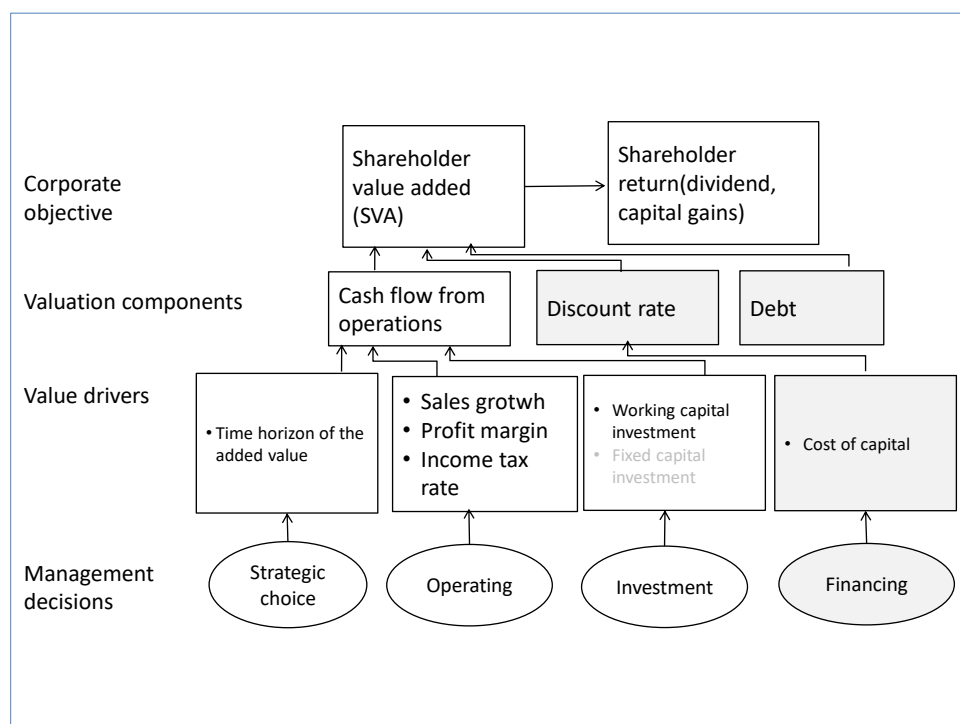 Corporate
objective
Shareholder
value added
(SVA)
Shareholder
return(dividend,
capital gains)
Valuation components
Cash flow from
operations
Discount rate
Debt
Value drivers
• Time horizon of the
added value
• Sales grotwh
• Profit margin
• Income tax
rate
• Working capital
investment
• Fixed capital
investment
• Cost of capital
Management
decisions
Strategic
choice
Operating
Investment
Financing